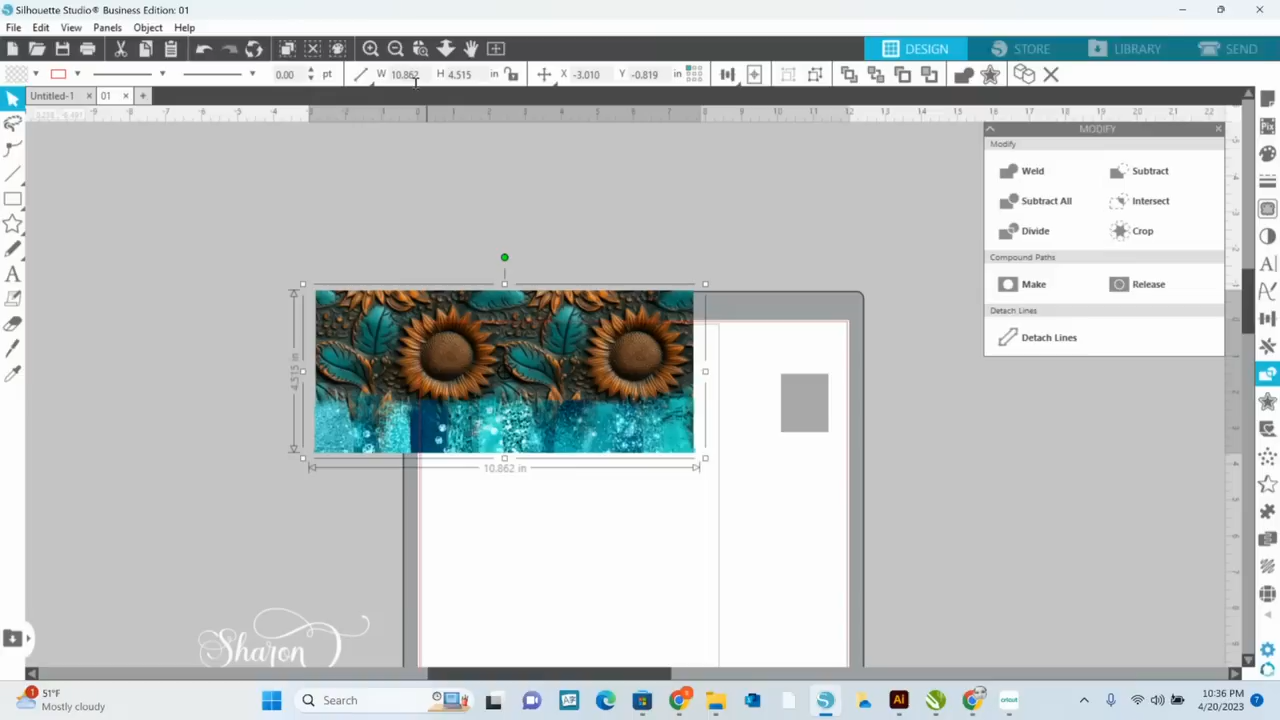 Silhouette Studio® Business Edition: 01
File Edit View Panels Object Help
DESIGN STORE LIBRARY SEND
0.00 pt W 10.862 H 4.515 in X -3.010 Y -0.819 in
Untitled-1 01
MODIFY
Modify
Weld Subtract
Subtract All Intersect
Divide Crop
Compound Paths
Make Release
Detach Lines
Detach Lines
4.515 in
10.862 in
Sharon
1 51°F
Mostly cloudy
Search
10:36 PM
4/20/2023